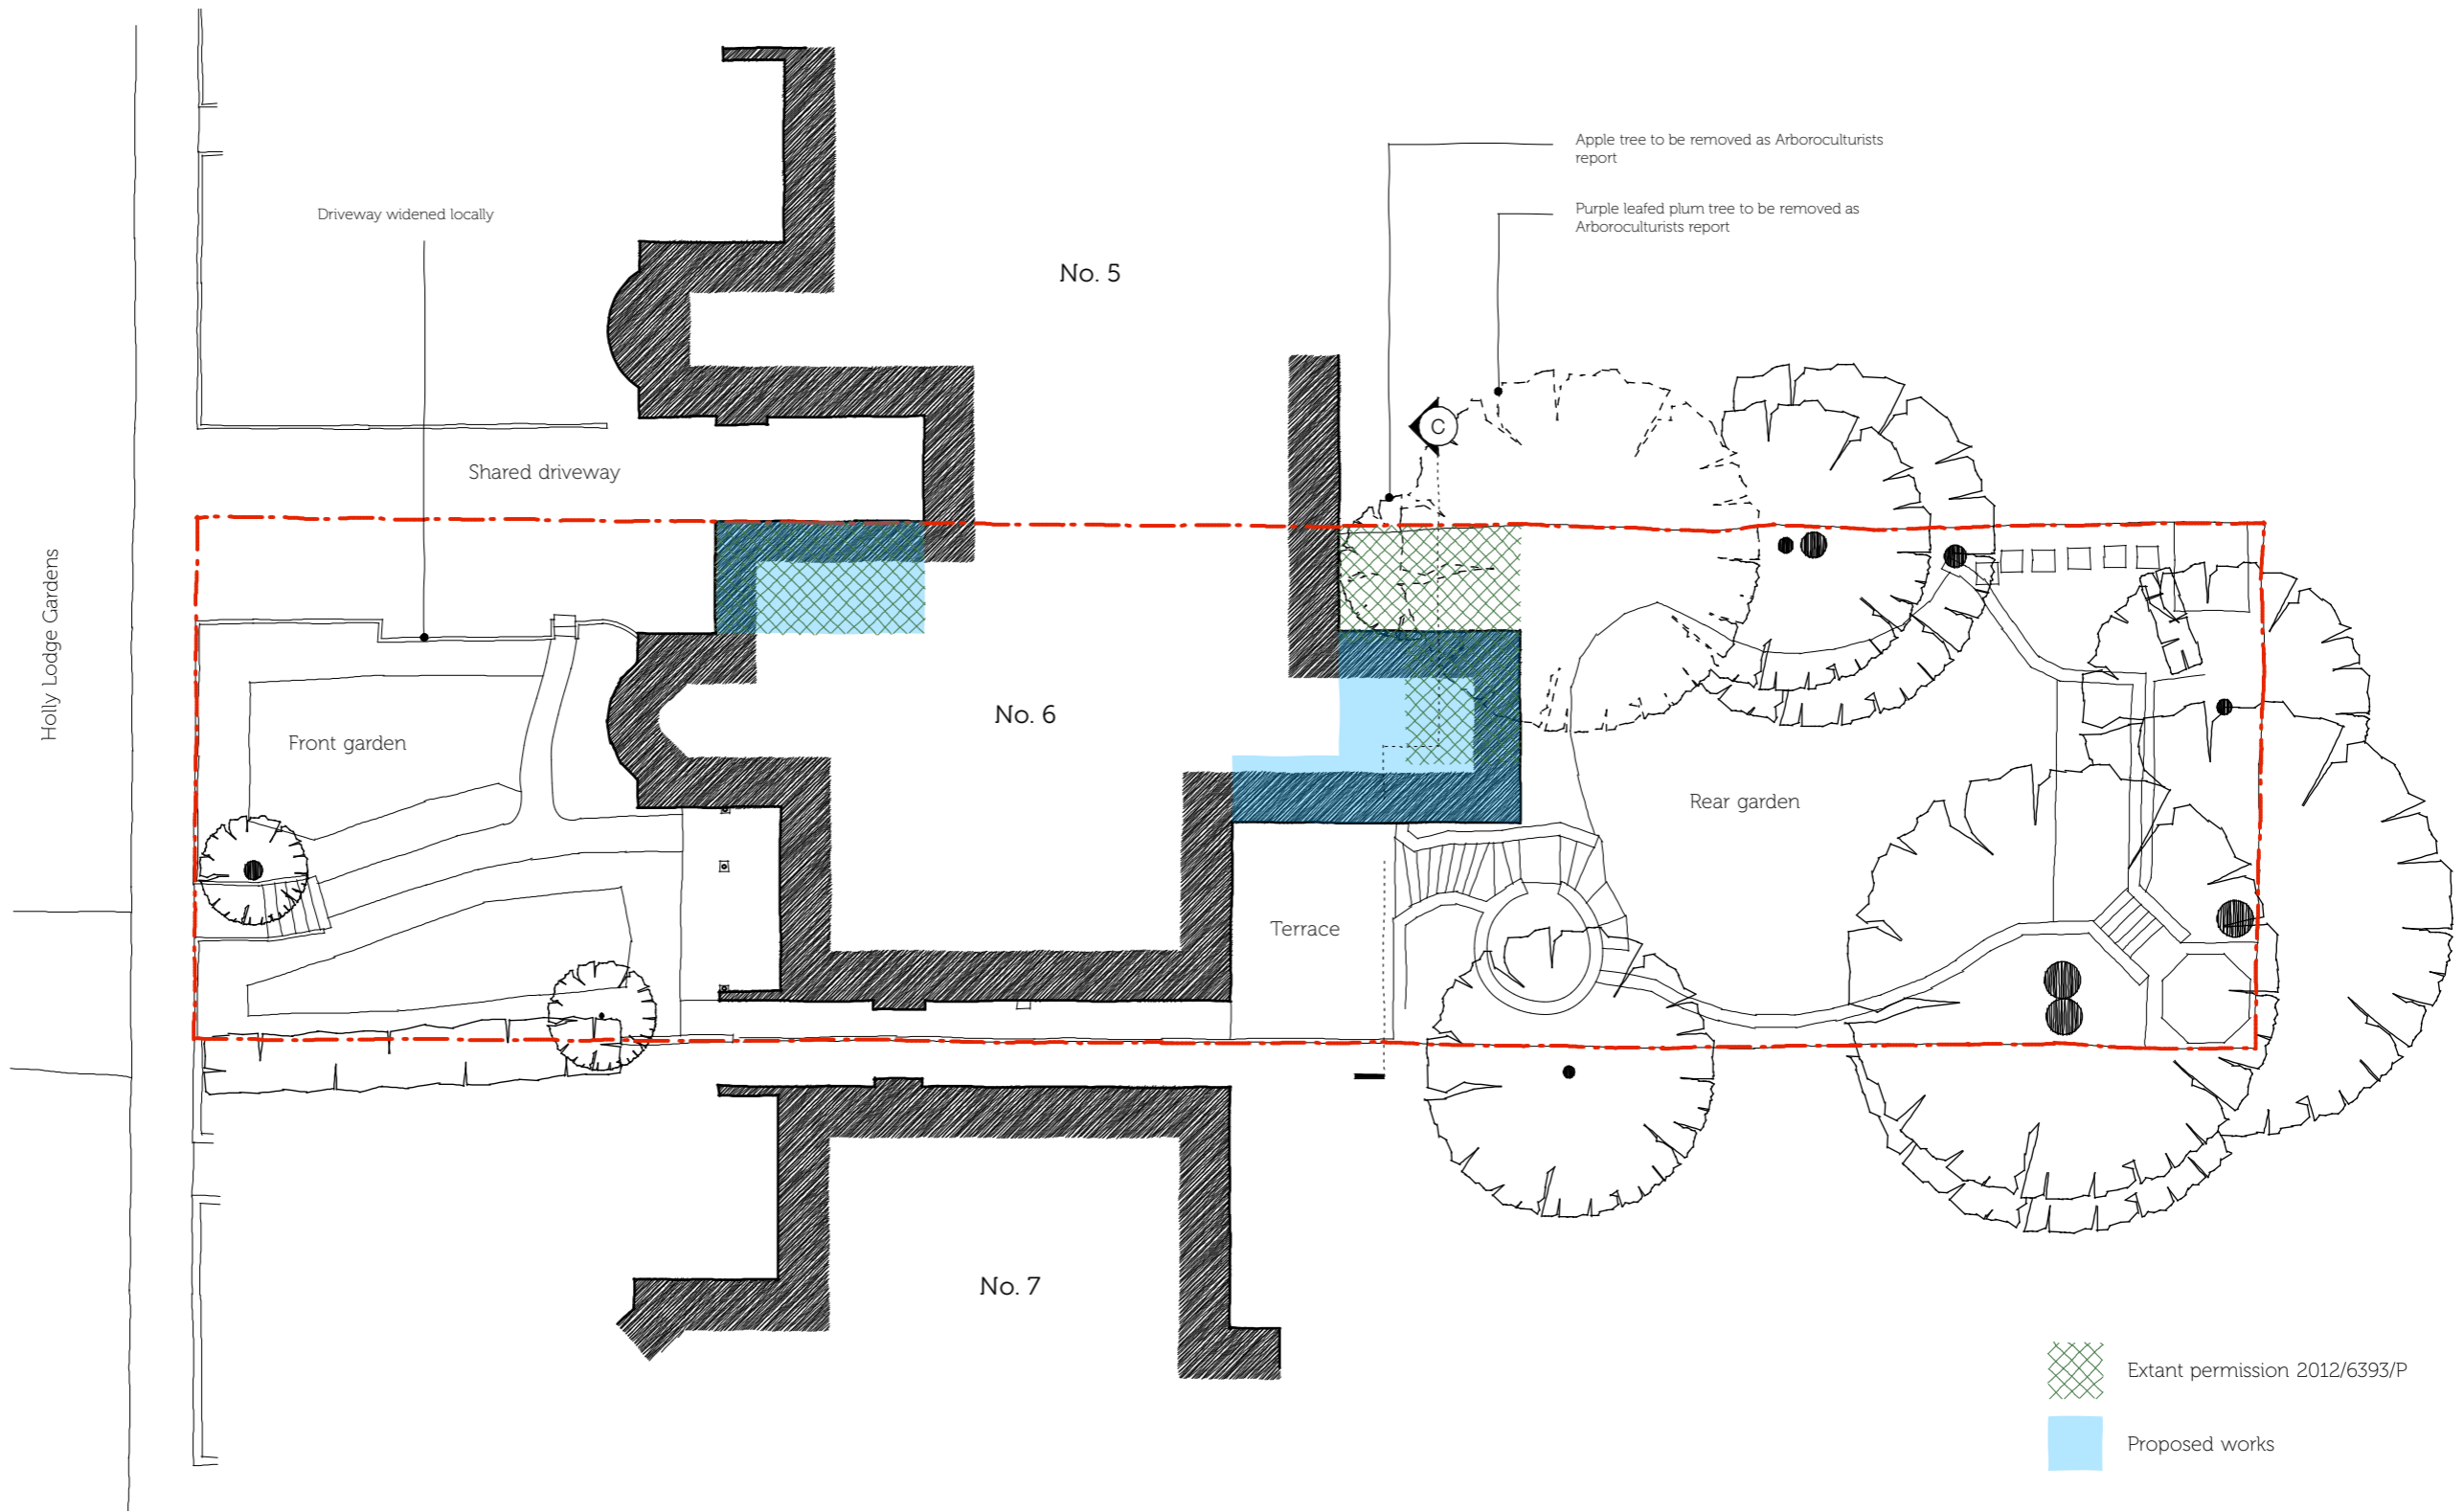 Apple tree to be removed as Arboroculturists
report
Purple leafed plum tree to be removed as
Arboroculturists report
Driveway widened locally
No. 5
C
Shared driveway
Holly Lodge Gardens
No. 6
Front garden
Rear garden
Terrace
No. 7
Extant permission 2012/6393/P
Proposed works